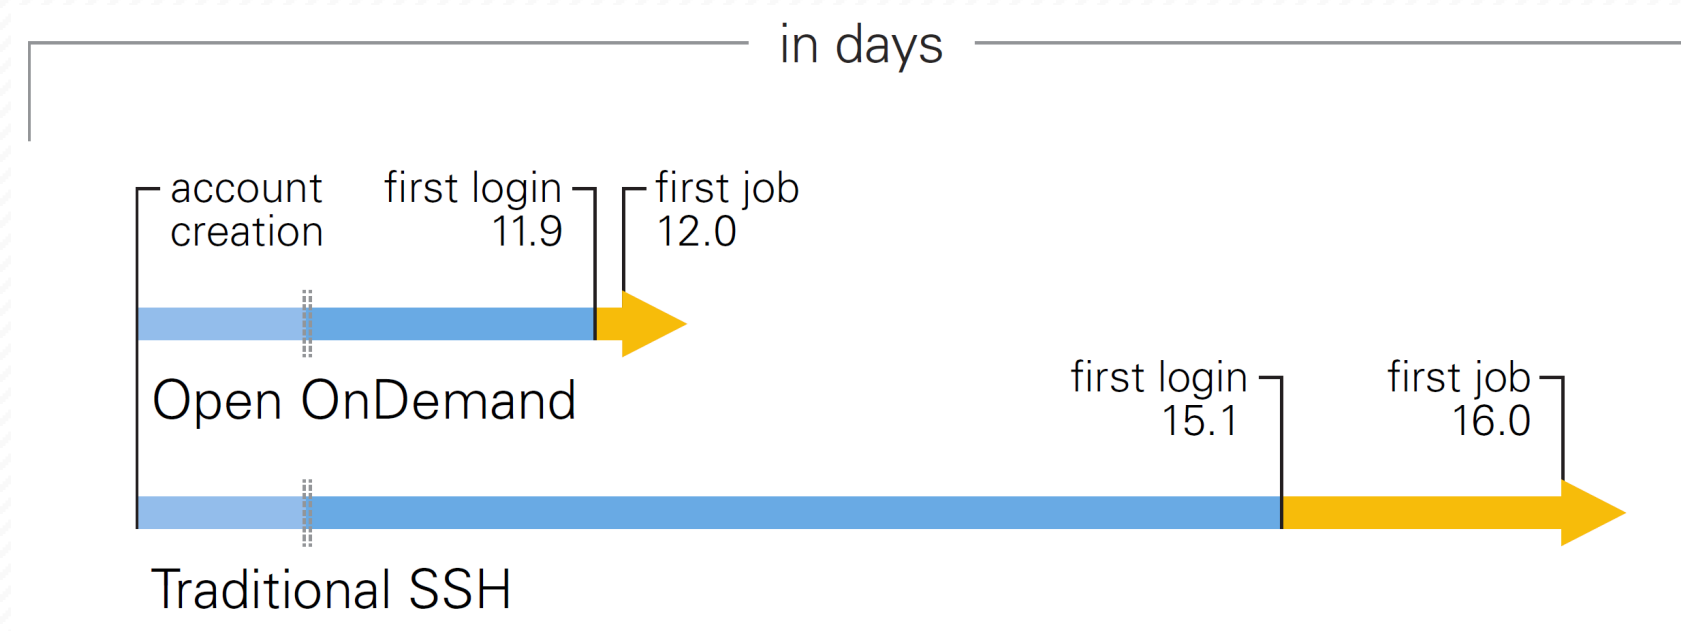 in days
account
creation
first login
11.9
first job
12.0
Open OnDemand
first login
15.1
first job
16.0
Traditional SSH